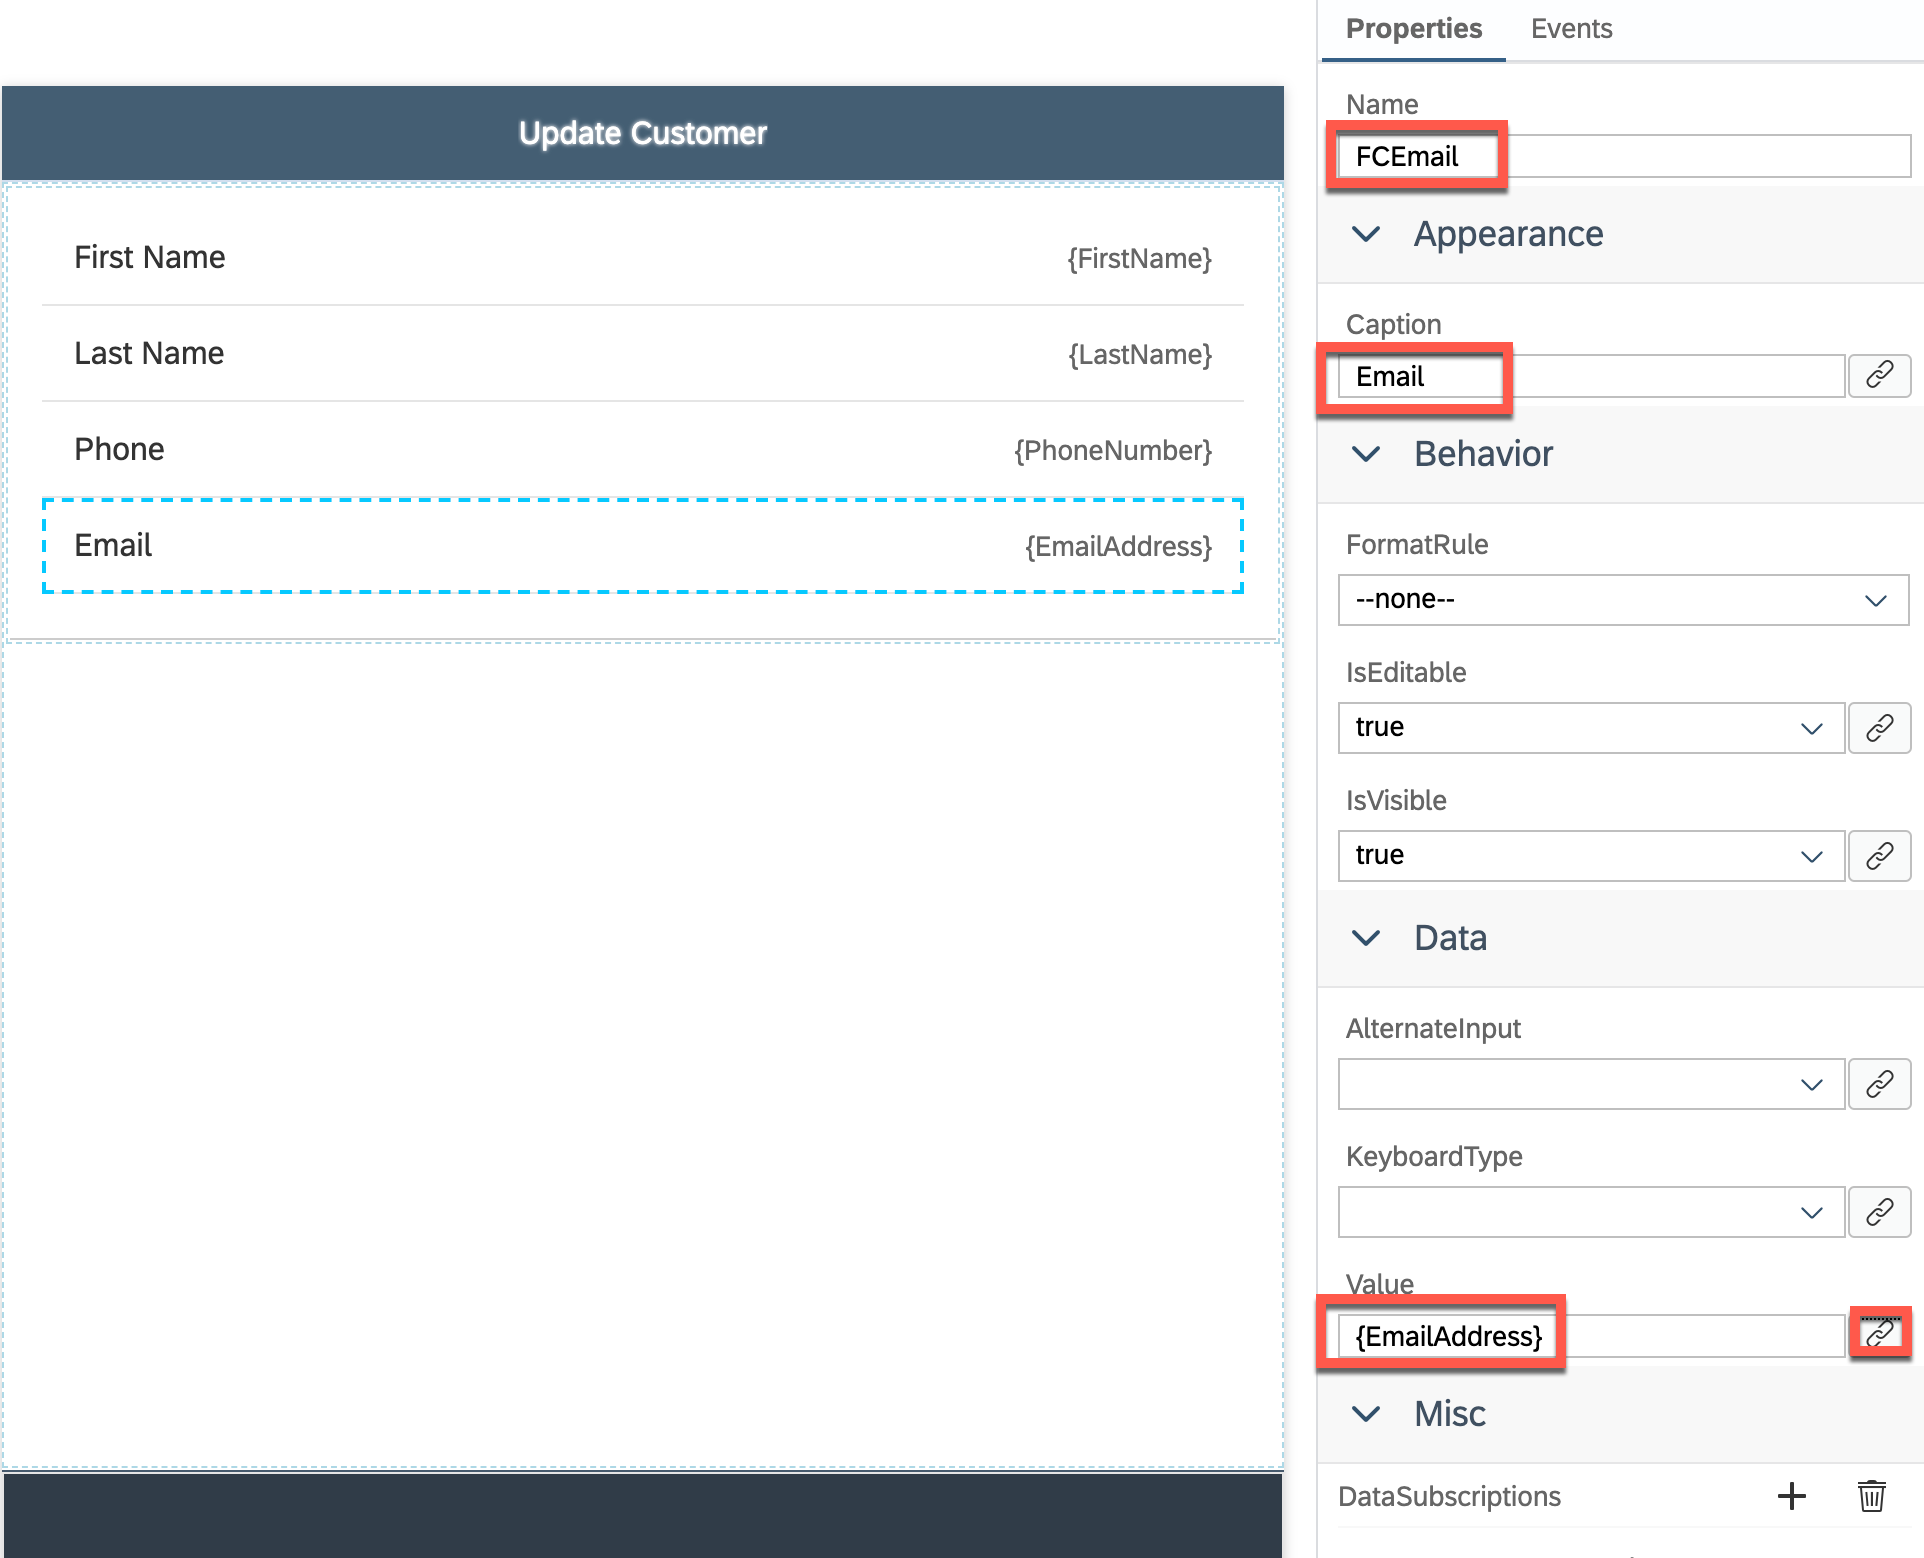 Update Customer
First Name {FirstName}
Last Name {LastName}
Phone {PhoneNumber}
Email {EmailAddress}
Properties Events
Name
FCEmail
Appearance
Caption
Email
Behavior
FormatRule
--none--
IsEditable
true
IsVisible
true
Data
AlternateInput
KeyboardType
Value
{EmailAddress}
Misc
DataSubscriptions